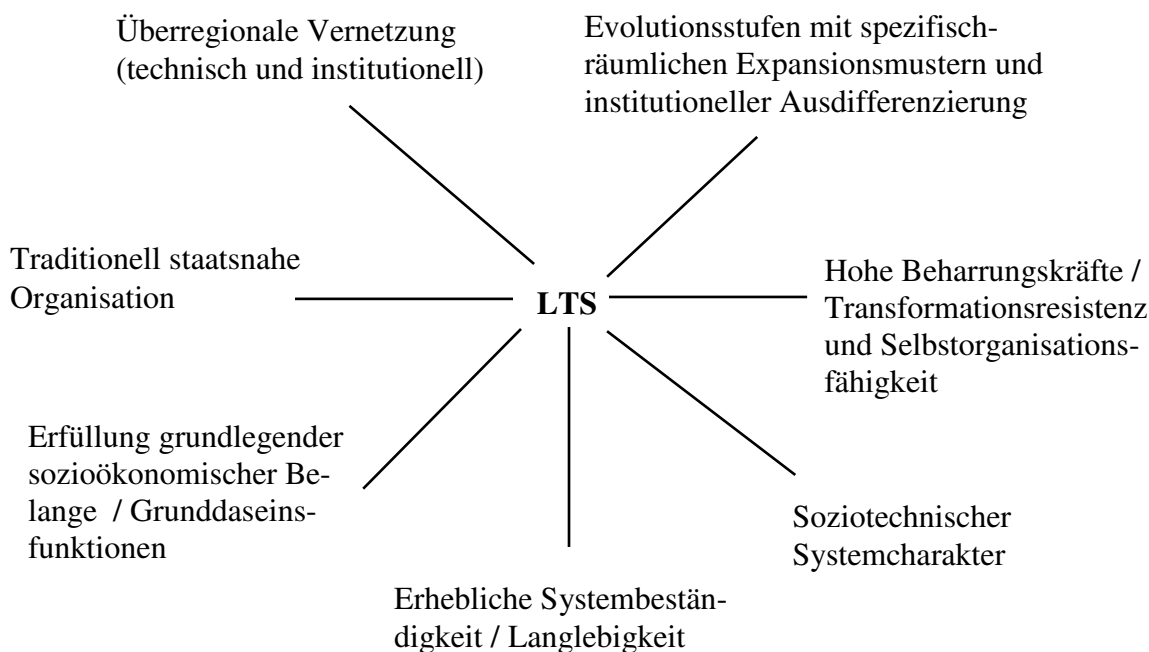 Überregionale Vernetzung
(technisch und institutionell)
Evolutionsstufen mit spezifisch-
räumlichen Expansionsmustern und
institutioneller Ausdifferenzierung
Traditionell staatsnahe
Organisation
LTS
Hohe Beharrungskräfte /
Transformationsresistenz
und Selbstorganisations-
fähigkeit
Erfüllung grundlegender
sozioökonomischer Be-
lange / Grunddaseins-
funktionen
Soziotechnischer
Systemcharakter
Erhebliche Systembestän-
digkeit / Langlebigkeit